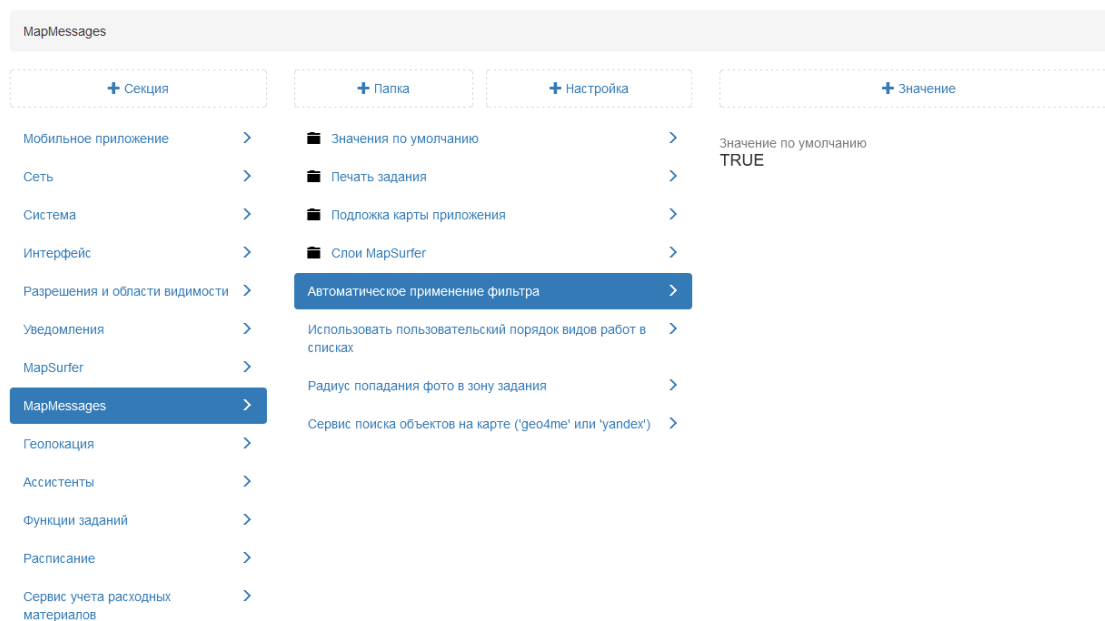 MapMessages
Секция
Папка
Настройка
Значение
Мобильное приложение
Сеть
Система
Интерфейс
Разрешения и области видимости
Уведомления
MapSurfer
MapMessages
Геолокация
Ассистенты
Функции заданий
Расписание
Сервис учета расходных
материалов
Значения по умолчанию
Печать задания
Подложка карты приложения
Слои MapSurfer
Автоматическое применение фильтра
Использовать пользовательский порядок видов работ в
списках
Радиус попадания фото в зону задания
Сервис поиска объектов на карте ('geo4me' или 'yandex')
Значение по умолчанию
TRUE